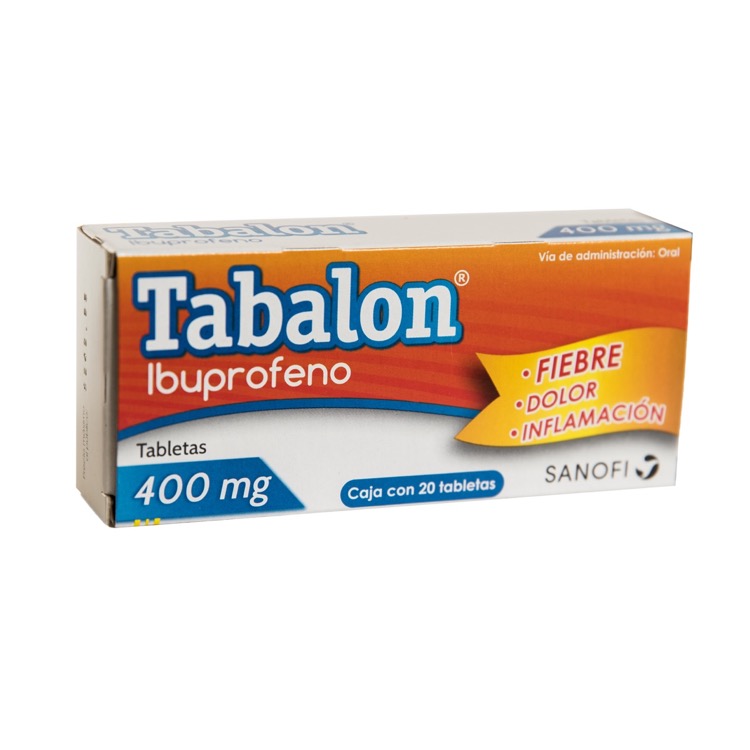 Tabalon®
Ibuprofeno
400 mg
Vía de administración: Oral
Tabalon®
Ibuprofeno
• FIEBRE
• DOLOR
• INFLAMACIÓN
Tabletas
400 mg
Caja con 20 tabletas
SANOFI